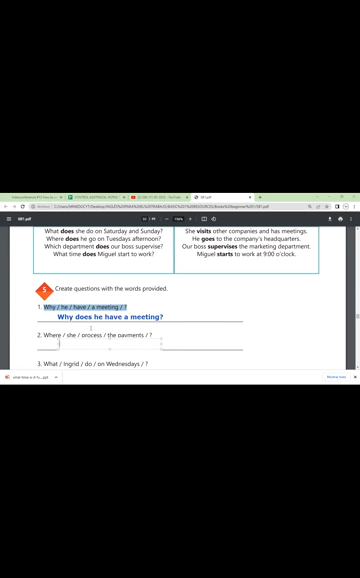 SB1.pdf
What does she do on Saturday and Sunday?
Where does he go on Tuesdays afternoon?
Which department does our boss supervise?
What time does Miguel start to work?
She visits other companies and has meetings.
He goes to the company's headquarters.
Our boss supervises the marketing department.
Miguel starts to work at 9:00 o'clock.
5 Create questions with the words provided.
1. Why / he / have / a meeting / ?
Why does he have a meeting?
2. Where / she / process / the payments / ?
3. What / Ingrid / do / on Wednesdays / ?